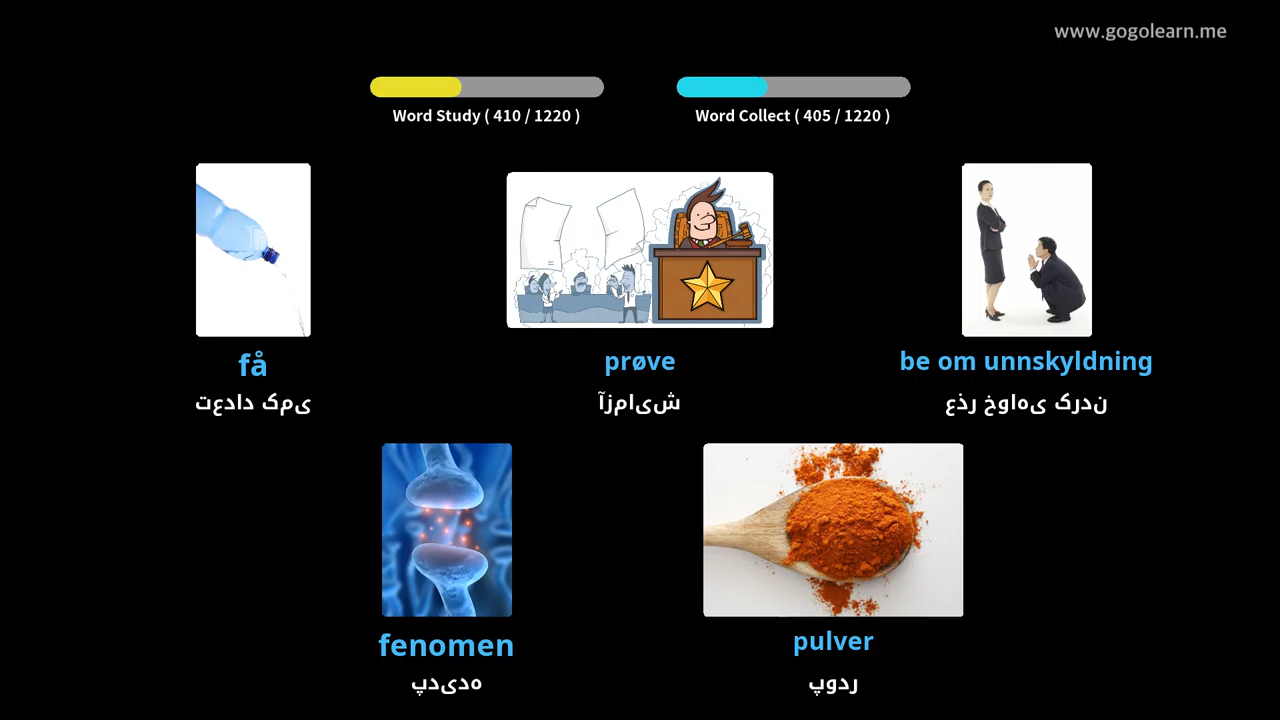 www.gogolearn.me
Word Study ( 410 / 1220 )
Word Collect ( 405 / 1220 )
få
prøve
be om unnskyldning
یمک دادعت
شیامزآ
ندرک یهاوخ رذع
fenomen
pulver
هدیدپ
ردوپ